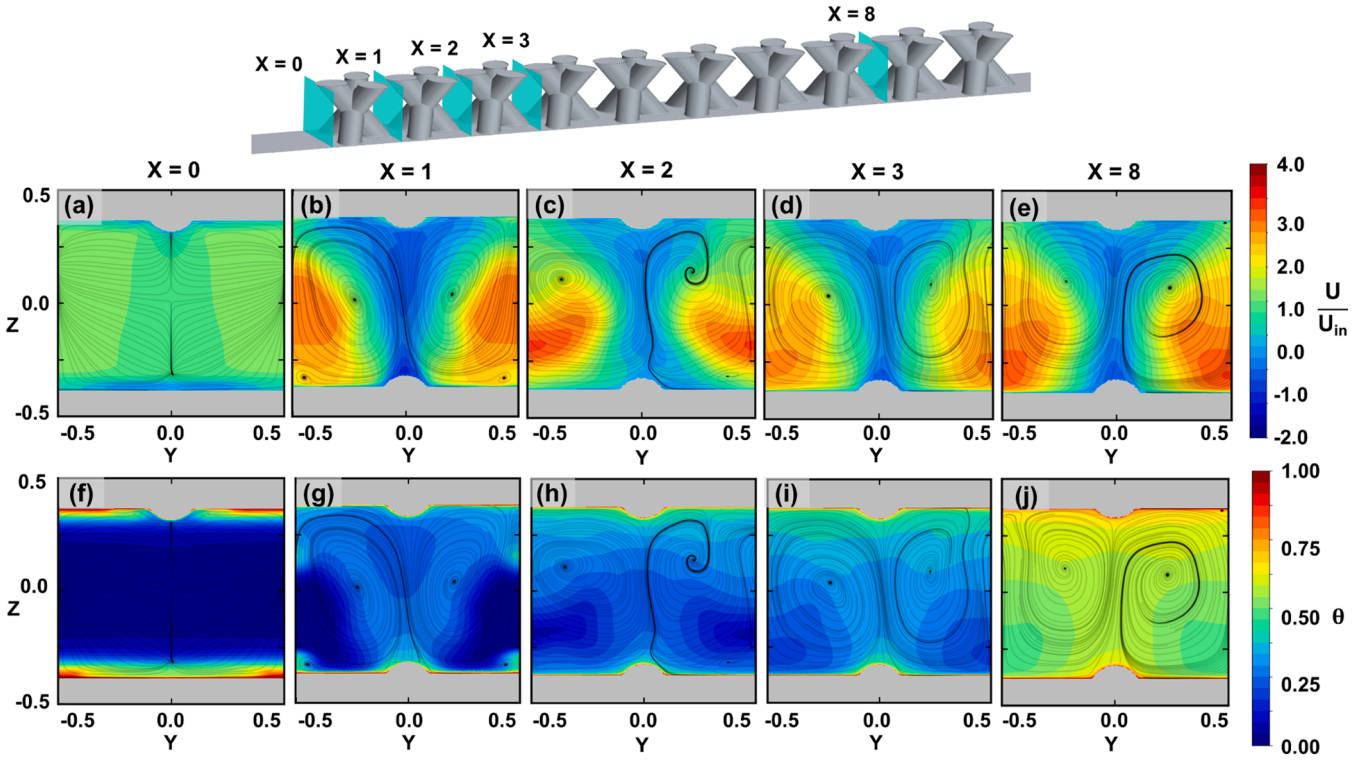 X = 0
X = 1
X = 2
X = 3
X = 8
X = 0
X = 1
X = 2
X = 3
X = 8
0.5
Z
0.0
-0.5
(a)
(b)
(c)
(d)
(e)
-0.5 0.0 0.5
Y
-0.5 0.0 0.5
Y
-0.5 0.0 0.5
Y
-0.5 0.0 0.5
Y
-0.5 0.0 0.5
Y
4.0
3.0
2.0
1.0
0.0
-1.0
-2.0
U
U_in
0.5
0.0
Z
-0.5
(f)
(g)
(h)
(i)
(j)
-0.5 0.0 0.5
Y
-0.5 0.0 0.5
Y
-0.5 0.0 0.5
Y
-0.5 0.0 0.5
Y
-0.5 0.0 0.5
Y
1.00
0.75
0.50
0.25
0.00
θ